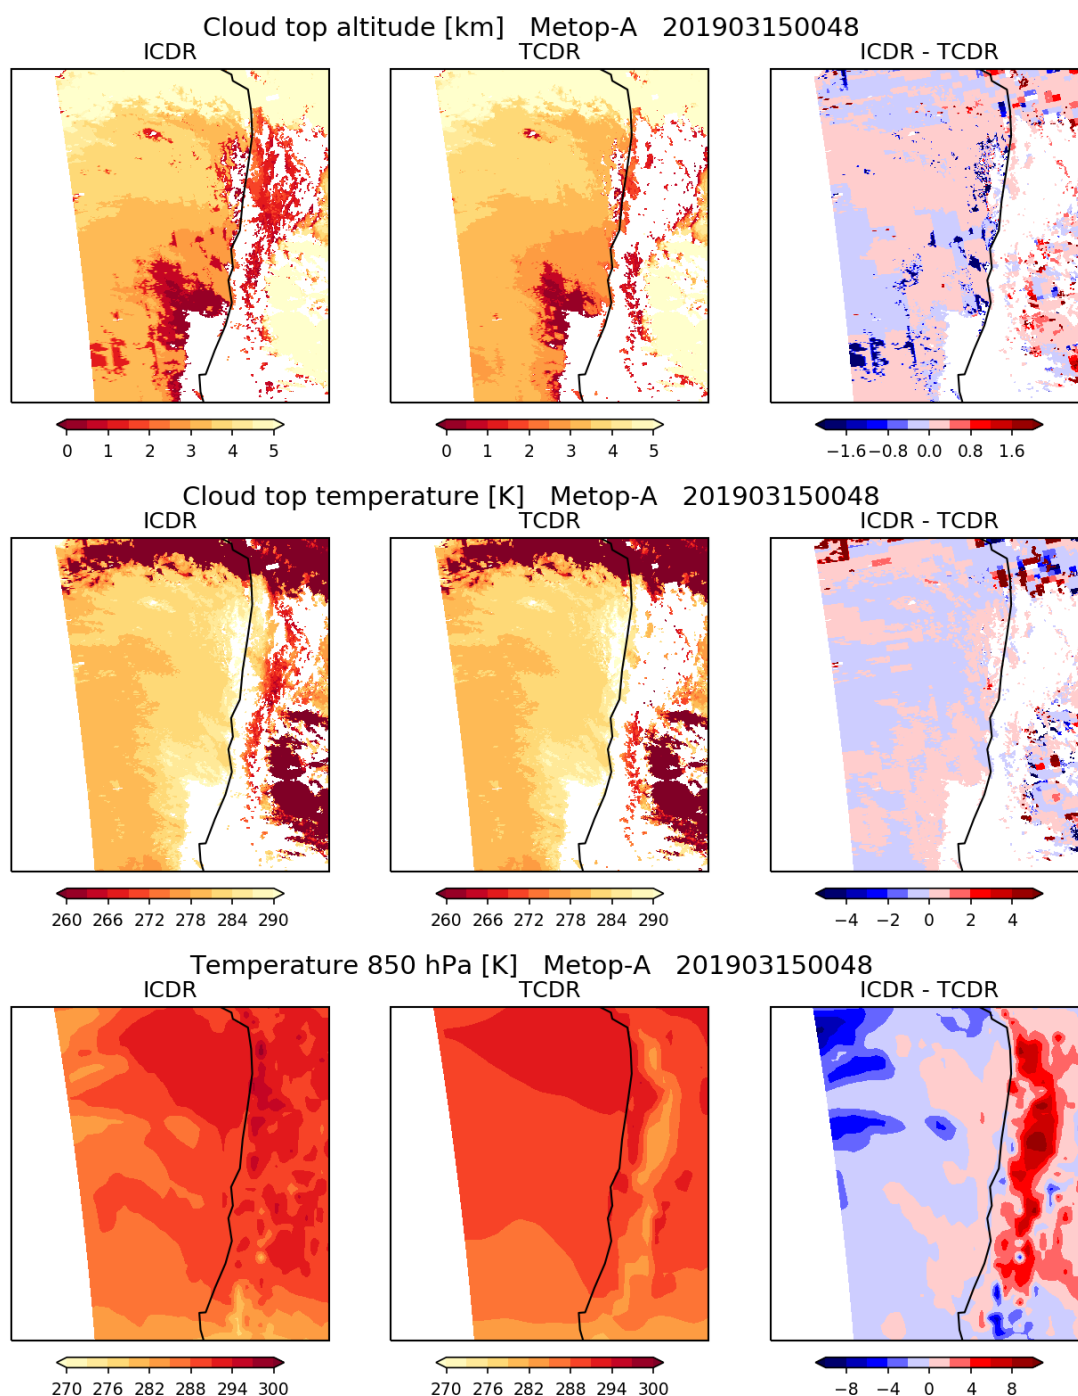 Cloud top altitude [km]   Metop-A   201903150048
ICDR TCDR ICDR - TCDR
0 1 2 3 4 5 0 1 2 3 4 5 −1.6 −0.8 0.0 0.8 1.6
Cloud top temperature [K]   Metop-A   201903150048
ICDR TCDR ICDR - TCDR
260 266 272 278 284 290 260 266 272 278 284 290 −4 −2 0 2 4
Temperature 850 hPa [K]   Metop-A   201903150048
ICDR TCDR ICDR - TCDR
270 276 282 288 294 300 270 276 282 288 294 300 −8 −4 0 4 8